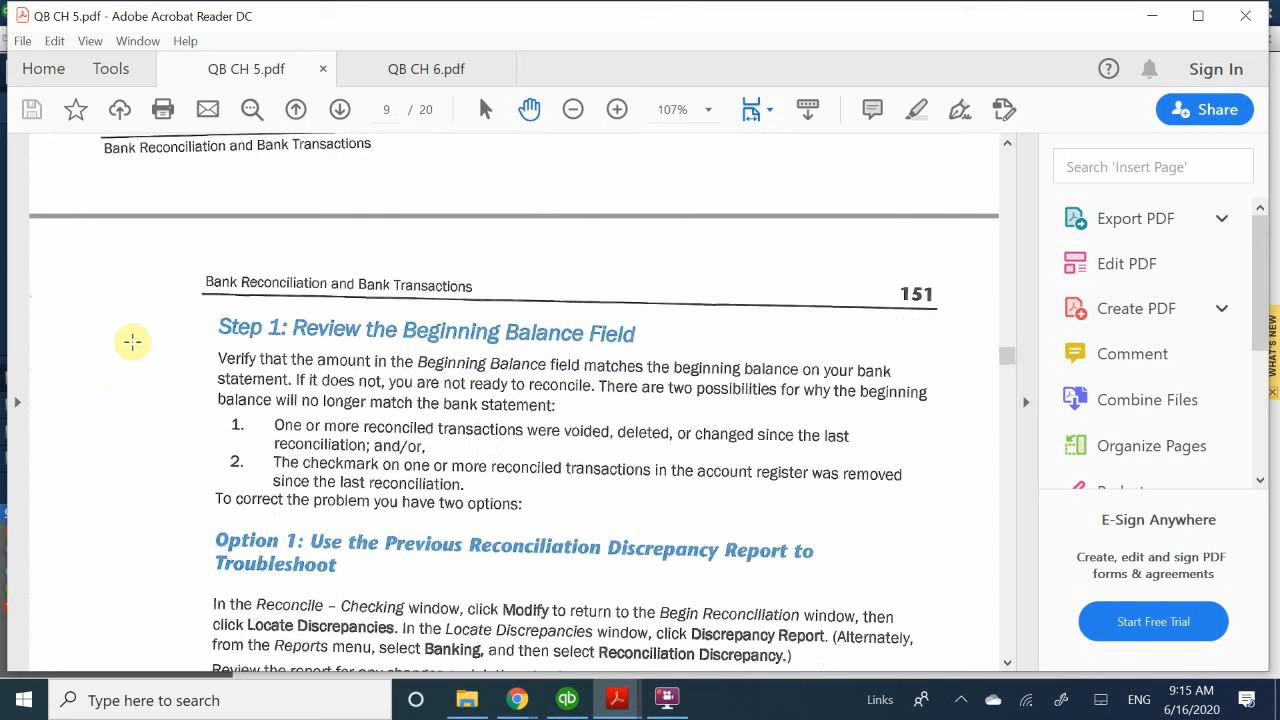 QB CH 5.pdf - Adobe Acrobat Reader DC
File Edit View Window Help
Home Tools QB CH 5.pdf × QB CH 6.pdf Sign In
9 / 20 107% Share
Bank Reconciliation and Bank Transactions
Bank Reconciliation and Bank Transactions 151
Step 1: Review the Beginning Balance Field
Verify that the amount in the Beginning Balance field matches the beginning balance on your bank
statement. If it does not, you are not ready to reconcile. There are two possibilities for why the beginning
balance will no longer match the bank statement:
1. One or more reconciled transactions were voided, deleted, or changed since the last
reconciliation; and/or,
2. The checkmark on one or more reconciled transactions in the account register was removed
since the last reconciliation.
To correct the problem you have two options:
Option 1: Use the Previous Reconciliation Discrepancy Report to
Troubleshoot
In the Reconcile – Checking window, click Modify to return to the Begin Reconciliation window, then
click Locate Discrepancies. In the Locate Discrepancies window, click Discrepancy Report. (Alternately,
from the Reports menu, select Banking, and then select Reconciliation Discrepancy.)
Review the report for any changes
Search 'Insert Page'
Export PDF
Edit PDF
Create PDF
Comment
Combine Files
Organize Pages
E-Sign Anywhere
Create, edit and sign PDF
forms & agreements
Start Free Trial
WHAT'S NEW
Type here to search
qb
Links
ENG
9:15 AM
6/16/2020